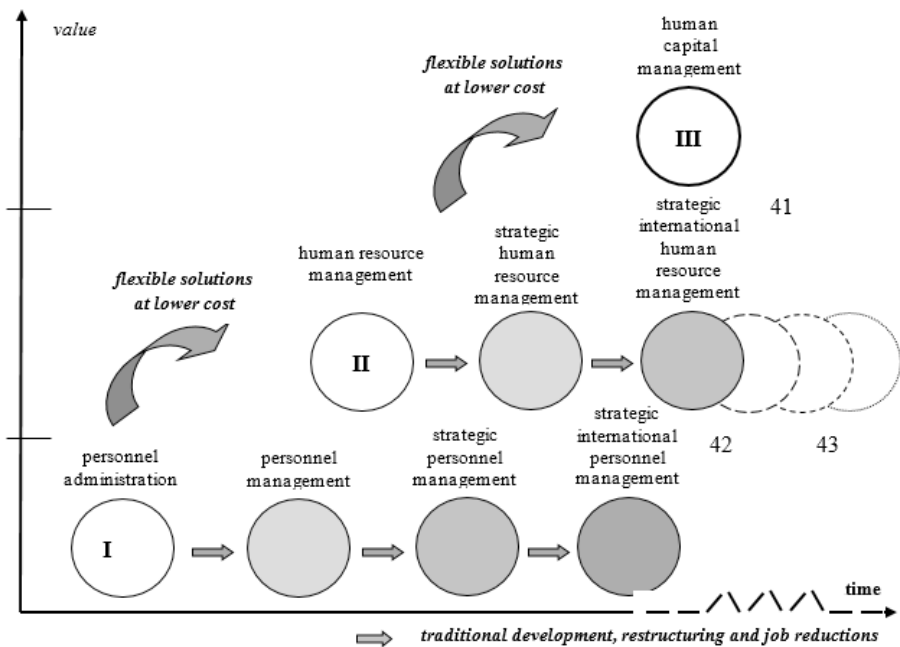 value
human
capital
management
flexible solutions
at lower cost
III
41
strategic
international
human
resource
management
strategic
human
resource
management
human resource
management
flexible solutions
at lower cost
II
42
43
strategic
international
personnel
management
strategic
personnel
management
personnel
management
personnel
administration
I
time
traditional development, restructuring and job reductions